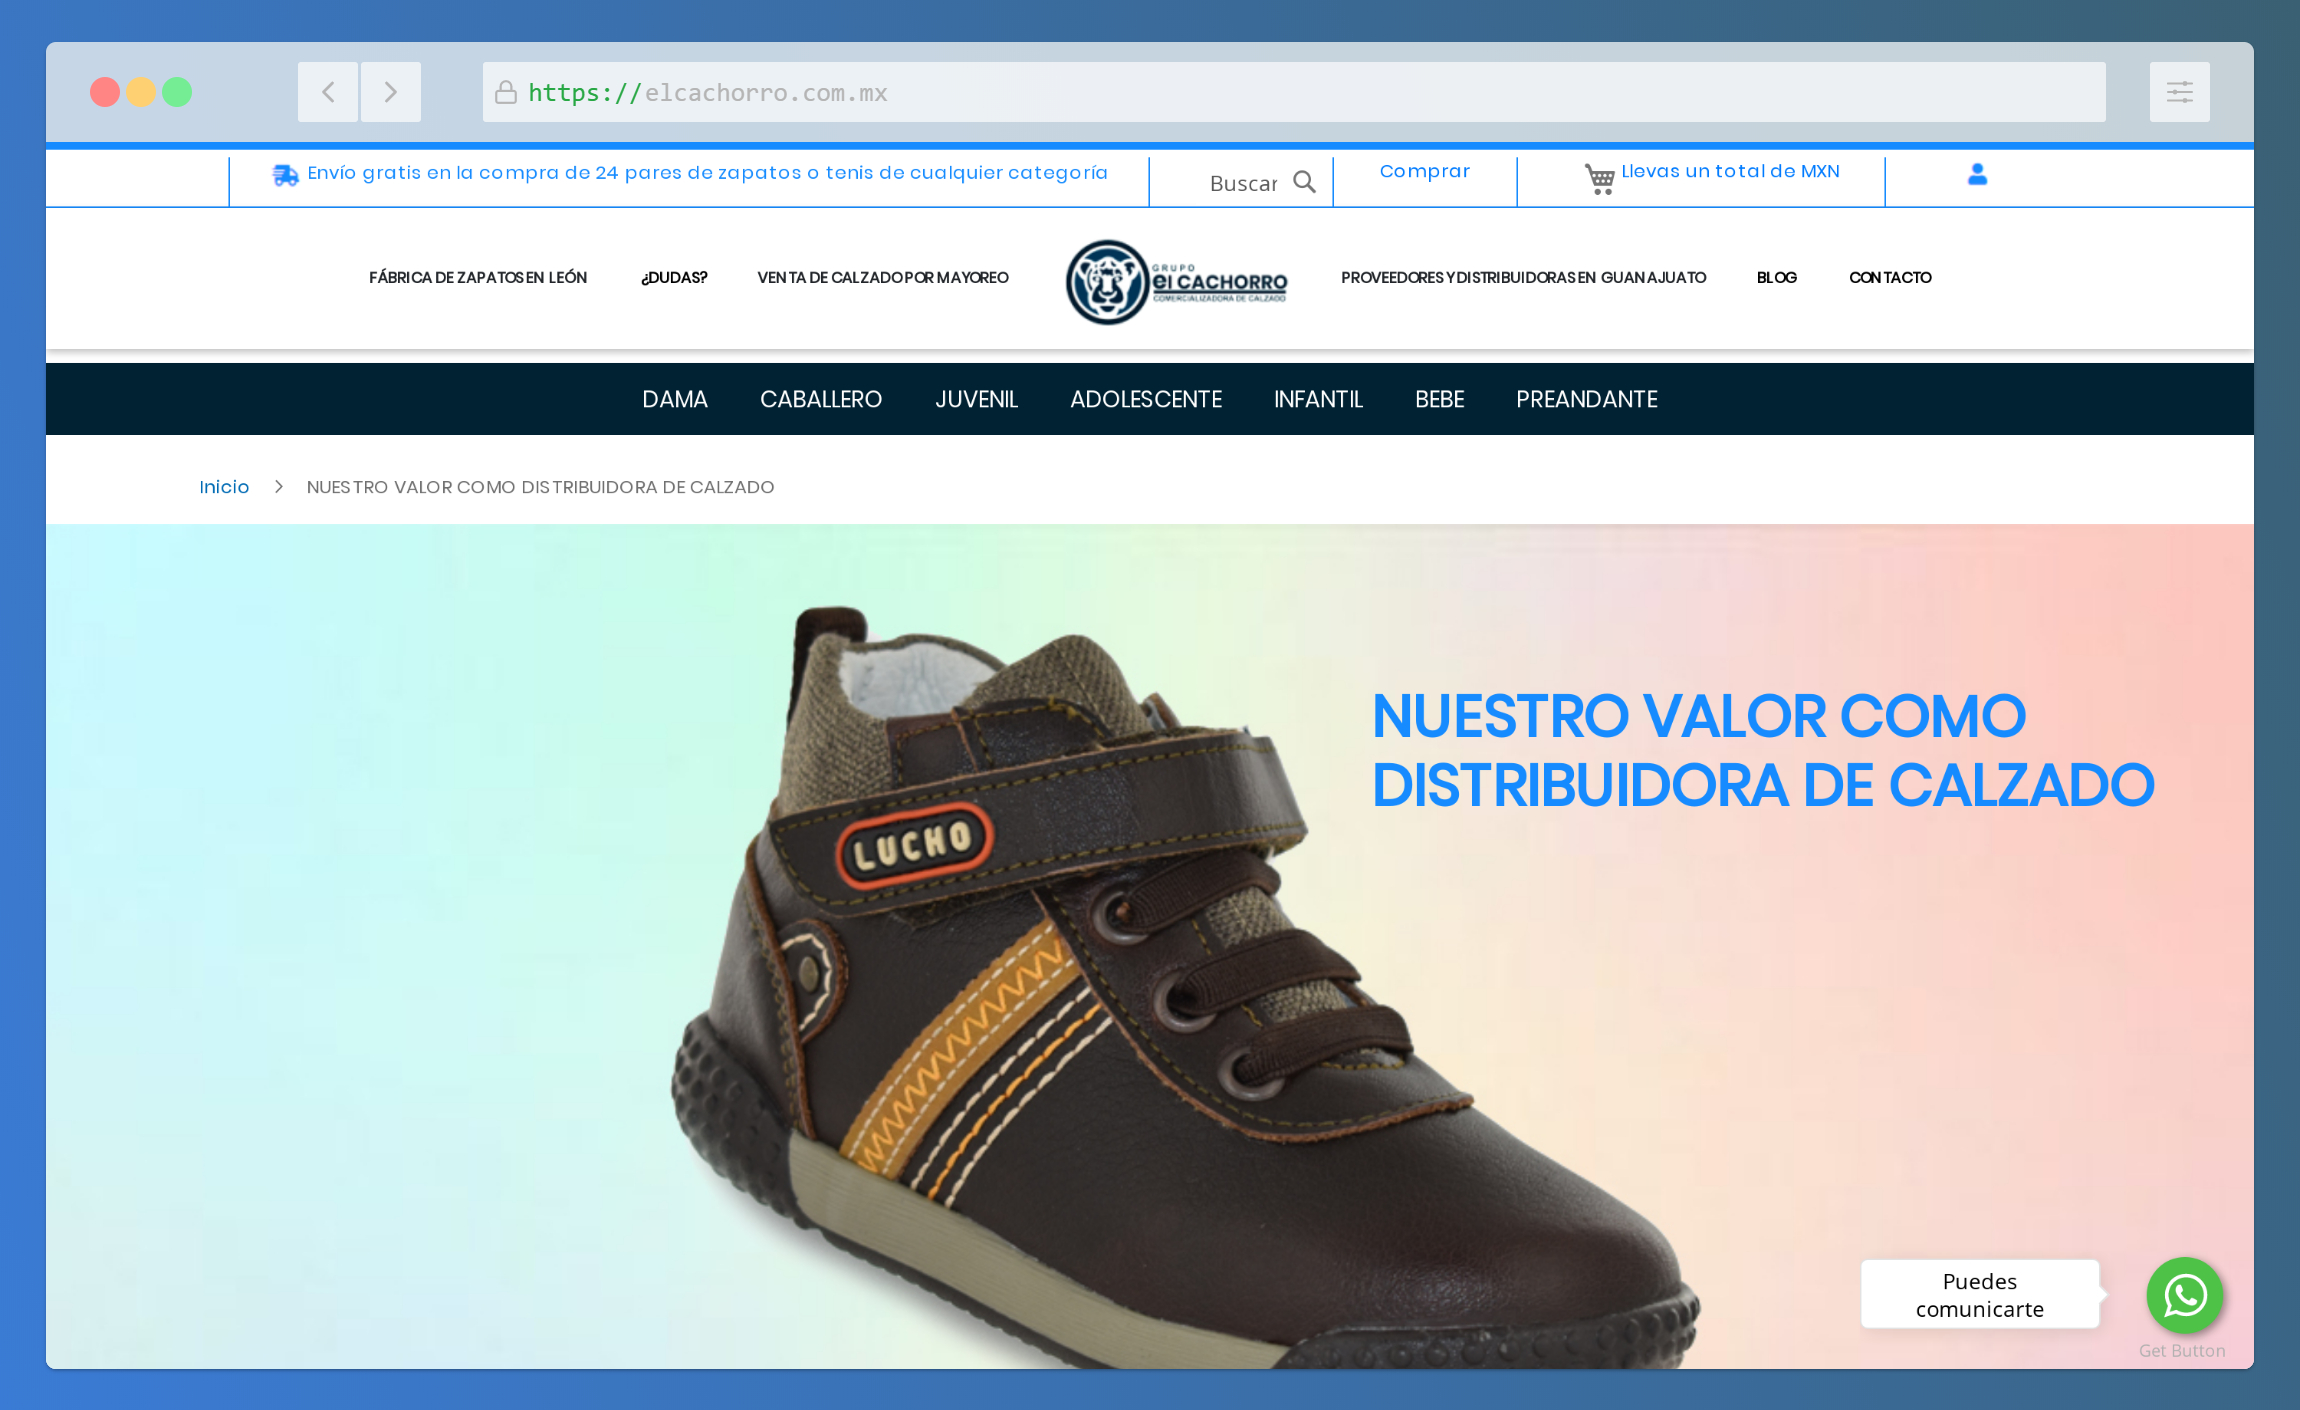 https://elcachorro.com.mx
Envío gratis en la compra de 24 pares de zapatos o tenis de cualquier categoría
Buscar
Comprar
Llevas un total de MXN
FÁBRICA DE ZAPATOS EN LEÓN
¿DUDAS?
VENTA DE CALZADO POR MAYOREO
GRUPO
el CACHORRO
COMERCIALIZADORA DE CALZADO
PROVEEDORES Y DISTRIBUIDORAS EN GUANAJUATO
BLOG
CONTACTO
DAMA CABALLERO JUVENIL ADOLESCENTE INFANTIL BEBE PREANDANTE
Inicio > NUESTRO VALOR COMO DISTRIBUIDORA DE CALZADO
NUESTRO VALOR COMO
DISTRIBUIDORA DE CALZADO
LUCHO
Puedes
comunicarte
Get Button